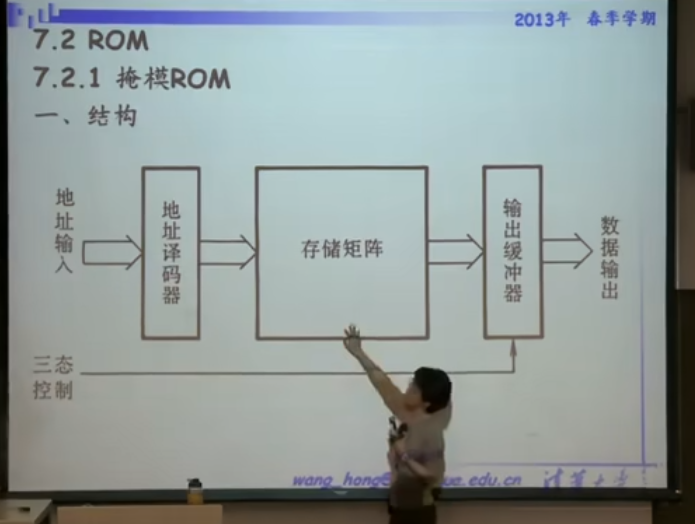 2013年 春季学期
7.2 ROM
7.2.1 掩模ROM
一、结构
地址输入
地址译码器
存储矩阵
输出缓冲器
数据输出
三态
控制
wang_hong ua.edu.cn
清华大学